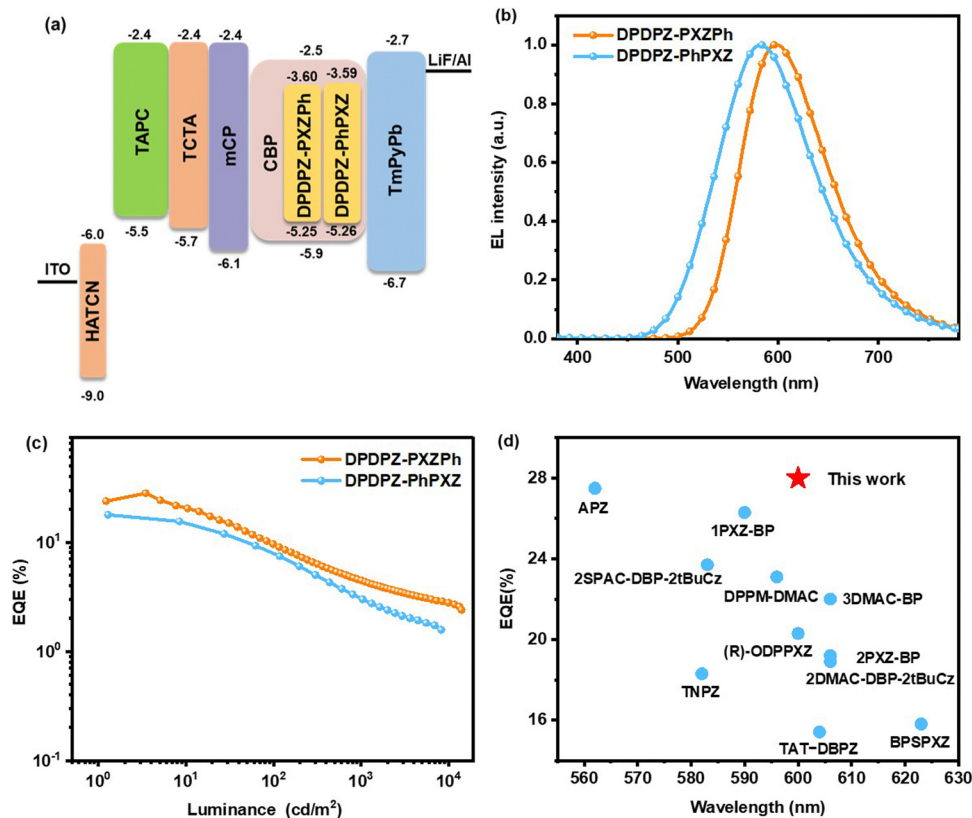 (a)
-2.4
-2.4
-2.4
-2.5
-2.7
LiF/Al
-3.60
-3.59
TAPC
TCTA
mCP
CBP
DPDPZ-PXZPh
DPDPZ-PhPXZ
TmPyPb
-5.5
-5.7
-6.1
-5.25
-5.26
-5.9
-6.7
ITO
-6.0
HATCN
-9.0
(b)
DPDPZ-PXZPh
DPDPZ-PhPXZ
EL intensity (a.u.)
1.0
0.8
0.6
0.4
0.2
0.0
400
500
600
700
Wavelength (nm)
(c)
DPDPZ-PXZPh
DPDPZ-PhPXZ
EQE (%)
10¹
10⁰
10⁻¹
10⁰
10¹
10²
10³
10⁴
Luminance (cd/m²)
(d)
This work
APZ
1PXZ-BP
2SPAC-DBP-2tBuCz
DPPM-DMAC
3DMAC-BP
(R)-ODPPXZ
2PXZ-BP
2DMAC-DBP-2tBuCz
TNPZ
TAT-DBPZ
BPSPXZ
EQE(%)
28
24
20
16
560
570
580
590
600
610
620
630
Wavelength (nm)